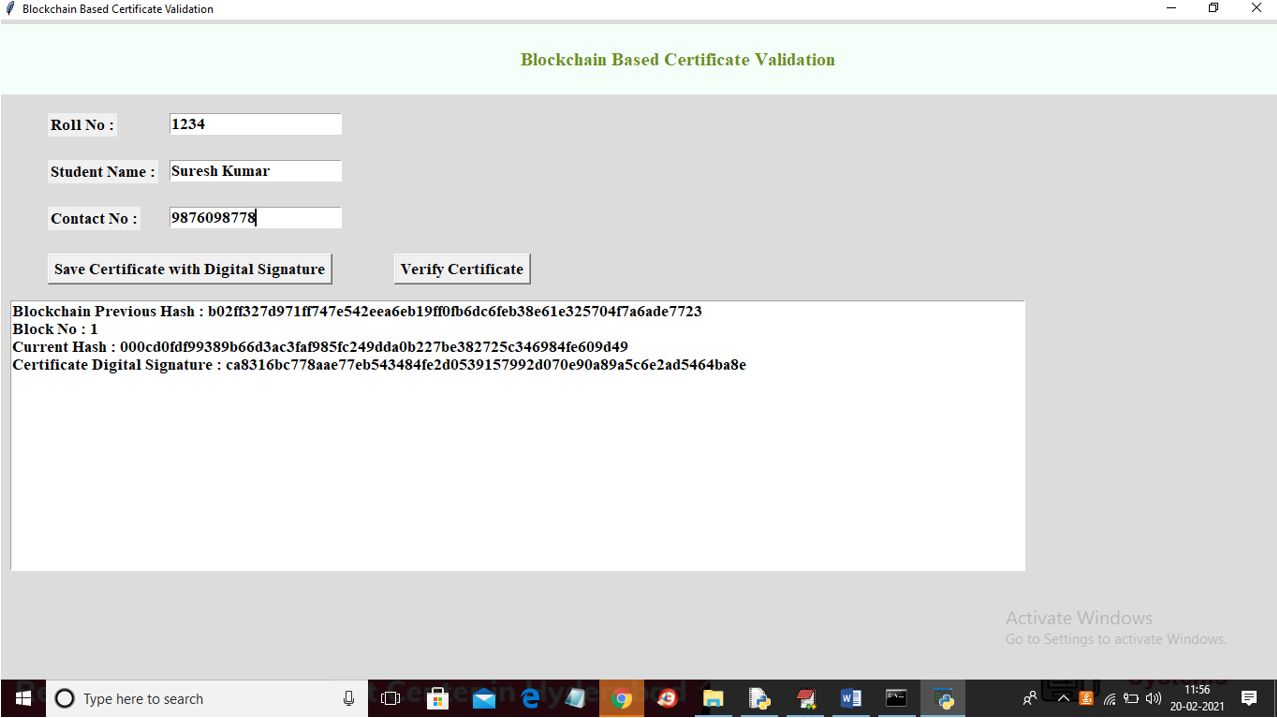 Blockchain Based Certificate Validation
Blockchain Based Certificate Validation
Roll No : 1234
Student Name : Suresh Kumar
Contact No : 9876098778
Save Certificate with Digital Signature Verify Certificate
Blockchain Previous Hash : b02ff327d971ff747e542eea6eb19ff0fb6dc6feb38e61e325704f7a6ade7723
Block No : 1
Current Hash : 000cd0fdf99389b66d3ac3faf985fc249dda0b227be382725c346984fe609d49
Certificate Digital Signature : ca8316bc778aae77eb543484fe2d0539157992d070e90a89a5c6e2ad5464ba8e
Activate Windows
Go to Settings to activate Windows.
Type here to search
11:56
20-02-2021